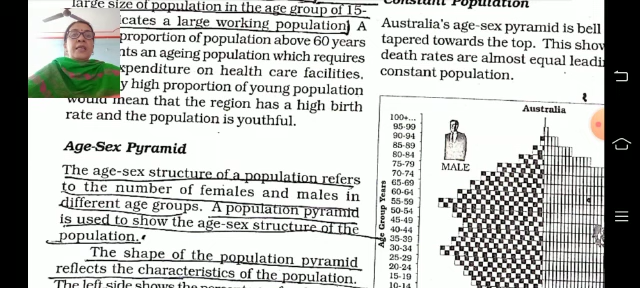 large size of population in the age group of 15-
icates a large working population. A
proportion of population above 60 years
nts an ageing population which requires
xpenditure on health care facilities.
y high proportion of young population
would mean that the region has a high birth
rate and the population is youthful.
Age-Sex Pyramid
The age-sex structure of a population refers
to the number of females and males in
different age groups. A population pyramid
is used to show the age-sex structure of the
population.
The shape of the population pyramid
reflects the characteristics of the population.
The left side shows the
Constant Population
Australia's age-sex pyramid is bell
tapered towards the top. This show
death rates are almost equal leadi
constant population.
Australia
MALE
Age Group Years
100+...
95-99
90-94
85-89
80-84
75-79
70-74
65-69
60-64
55-59
50-54
45-49
40-44
35-39
30-34
25-29
20-24
15-19
10-14